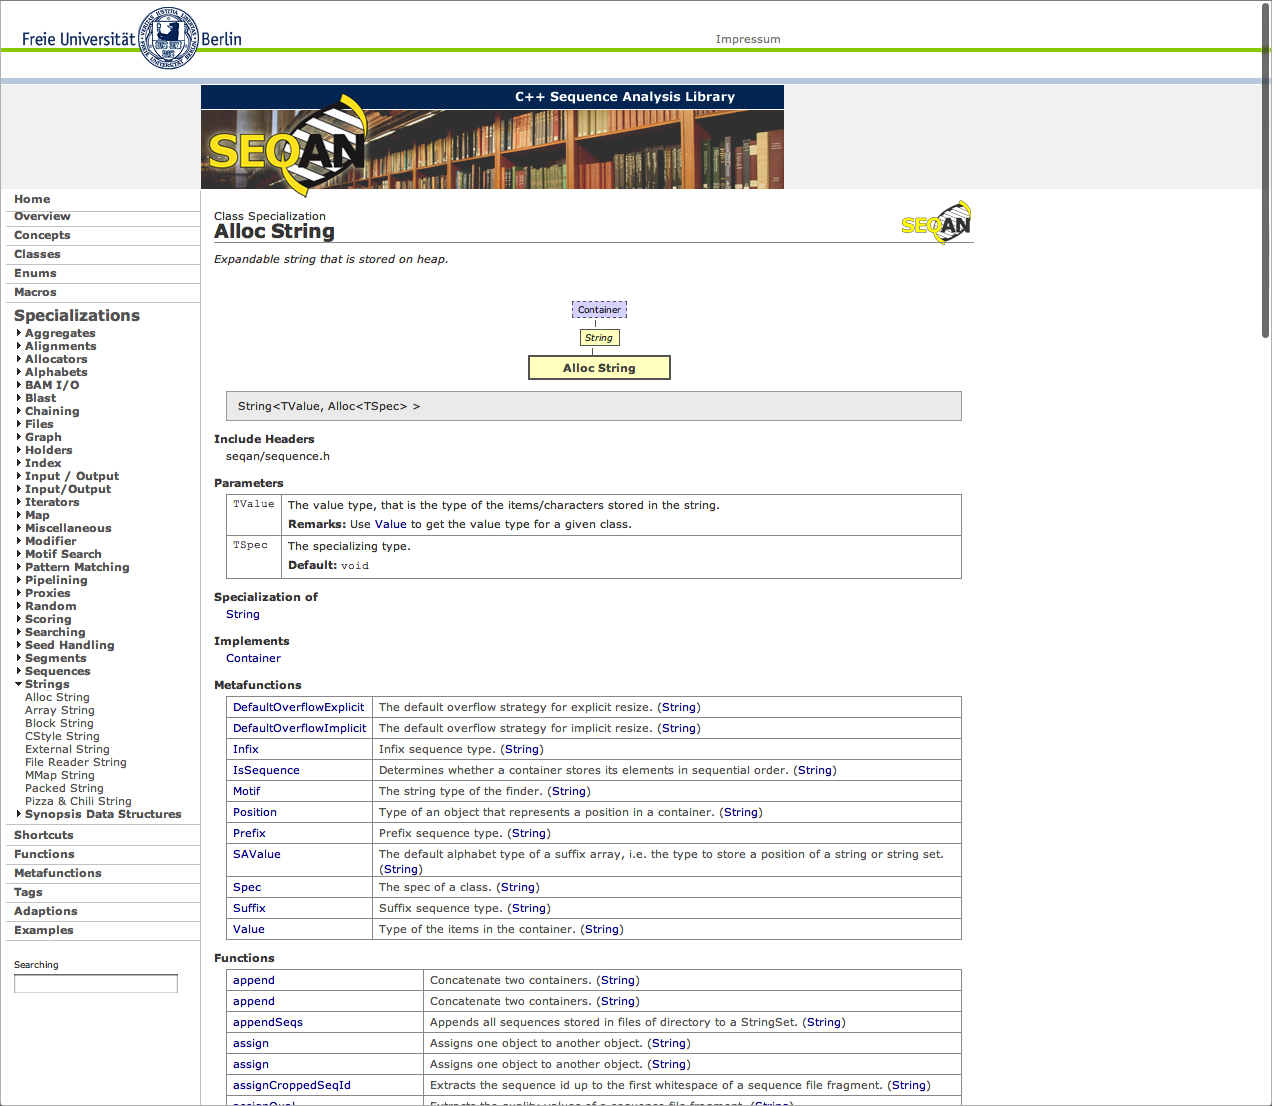 Freie Universität Berlin
Impressum
C++ Sequence Analysis Library
SEQAN
Home
Overview
Concepts
Classes
Enums
Macros
Specializations
Aggregates
Alignments
Allocators
Alphabets
BAM I/O
Blast
Chaining
Files
Graph
Holders
Index
Input / Output
Input/Output
Iterators
Map
Miscellaneous
Modifier
Motif Search
Pattern Matching
Pipelining
Proxies
Random
Scoring
Searching
Seed Handling
Segments
Sequences
Strings
Alloc String
Array String
Block String
CStyle String
External String
File Reader String
MMap String
Packed String
Pizza & Chili String
Synopsis Data Structures
Shortcuts
Functions
Metafunctions
Tags
Adaptions
Examples
Searching
Class Specialization
Alloc String
SEQAN
Expandable string that is stored on heap.
Container
String
Alloc String
String<TValue, Alloc<TSpec> >
Include Headers
seqan/sequence.h
Parameters
TValue The value type, that is the type of the items/characters stored in the string.
Remarks: Use Value to get the value type for a given class.
TSpec The specializing type.
Default: void
Specialization of
String
Implements
Container
Metafunctions
DefaultOverflowExplicit The default overflow strategy for explicit resize. (String)
DefaultOverflowImplicit The default overflow strategy for implicit resize. (String)
Infix Infix sequence type. (String)
IsSequence Determines whether a container stores its elements in sequential order. (String)
Motif The string type of the finder. (String)
Position Type of an object that represents a position in a container. (String)
Prefix Prefix sequence type. (String)
SAValue The default alphabet type of a suffix array, i.e. the type to store a position of a string or string set.
(String)
Spec The spec of a class. (String)
Suffix Suffix sequence type. (String)
Value Type of the items in the container. (String)
Functions
append Concatenate two containers. (String)
append Concatenate two containers. (String)
appendSeqs Appends all sequences stored in files of directory to a StringSet. (String)
assign Assigns one object to another object. (String)
assign Assigns one object to another object. (String)
assignCroppedSeqId Extracts the sequence id up to the first whitespace of a sequence file fragment. (String)
assignQual Extracts the quality values of a sequence file fragment. (String)